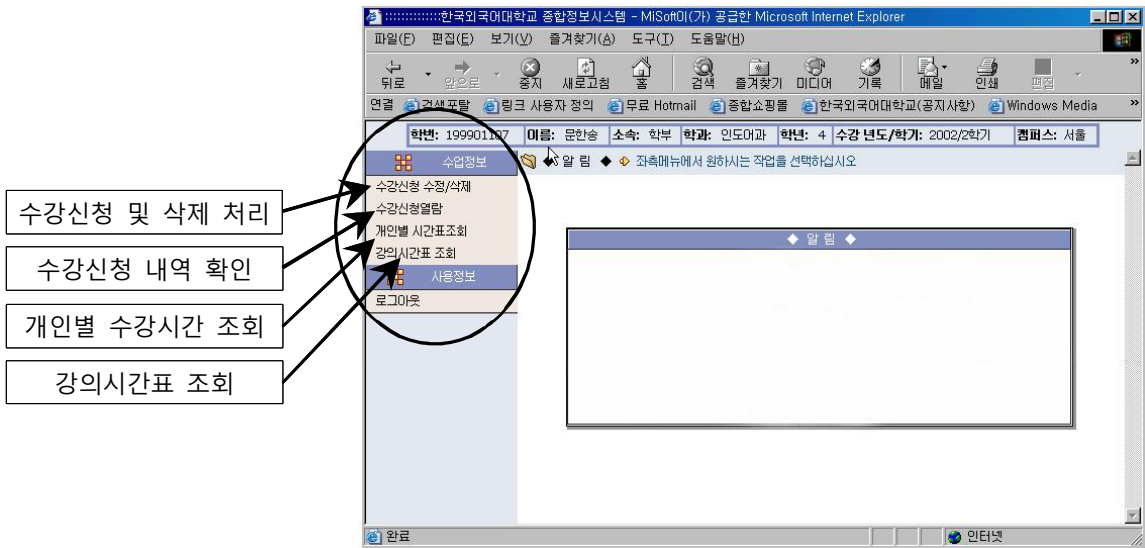 ::::::::::::::한국외국어대학교 종합정보시스템 - MiSoft이(가) 공급한 Microsoft Internet Explorer
파일(F) 편집(E) 보기(V) 즐겨찾기(A) 도구(T) 도움말(H)
뒤로 앞으로 중지 새로고침 홈 검색 즐겨찾기 미디어 기록 메일 인쇄 편집 »
연결 검색포탈 링크 사용자 정의 무료 Hotmail 종합쇼핑몰 한국외국어대학교(공지사항) Windows Media »
학번: 199901107 이름: 문한송 소속: 학부 학과: 인도어과 학년: 4 수강 년도/학기: 2002/2학기 캠퍼스: 서울
수업정보
◆ 알 림 ◆ 좌측메뉴에서 원하시는 작업을 선택하십시오
수강신청 수정/삭제
수강신청열람
개인별 시간표조회
강의시간표 조회
사용정보
로그아웃
◆ 알 림 ◆
수강신청 및 삭제 처리
수강신청 내역 확인
개인별 수강시간 조회
강의시간표 조회
완료
인터넷